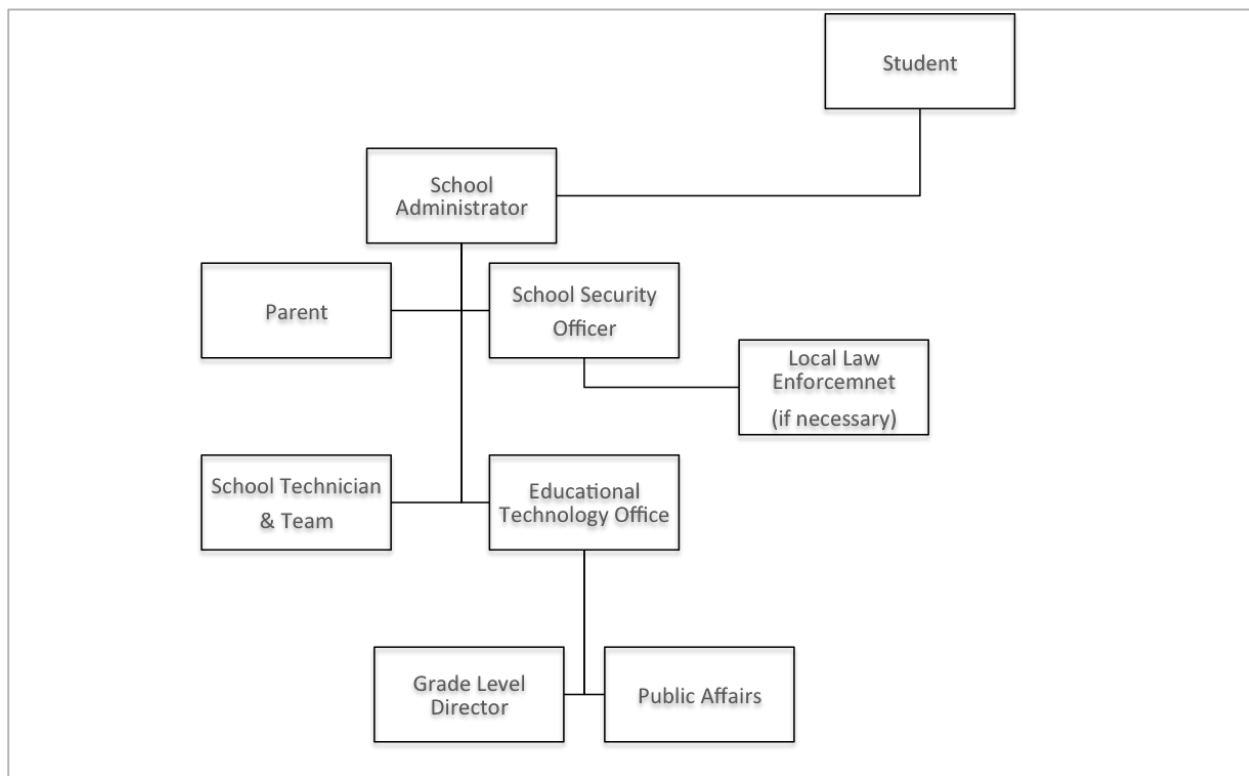 Student
School
Administrator
Parent
School Security
Officer
Local Law
Enforcemnet
(if necessary)
School Technician
& Team
Educational
Technology Office
Grade Level
Director
Public Affairs